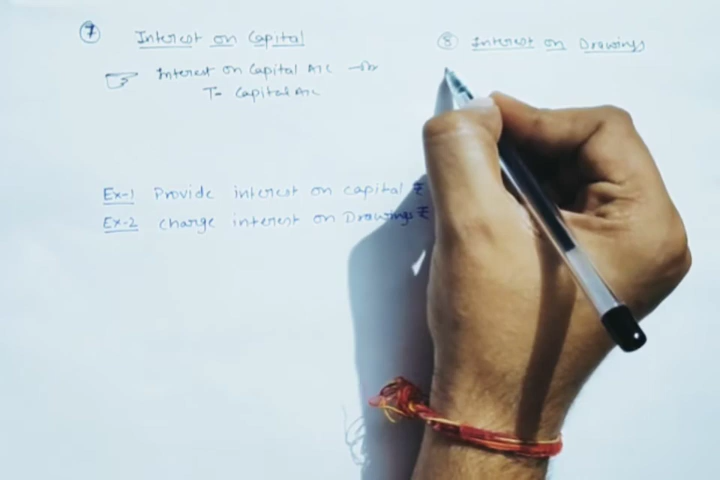 7 Interest on Capital
Interest on Capital A/c - Dr
To Capital A/c
8 Interest on Drawings
Ex-1 Provide interest on capital ₹
Ex-2 charge interest on Drawings ₹